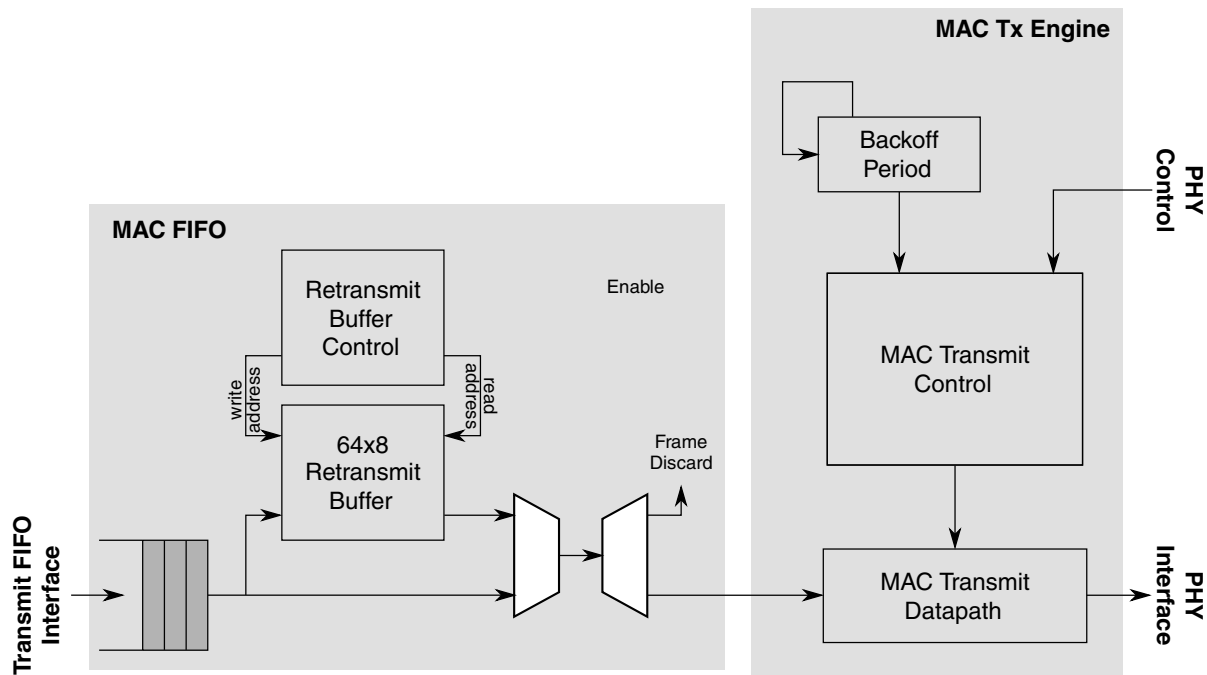 MAC Tx Engine
Backoff
Period
PHY
Control
MAC FIFO
Retransmit
Buffer
Control
Enable
MAC Transmit
Control
write
address
read
address
64x8
Retransmit
Buffer
Frame
Discard
Transmit FIFO
Interface
MAC Transmit
Datapath
PHY
Interface